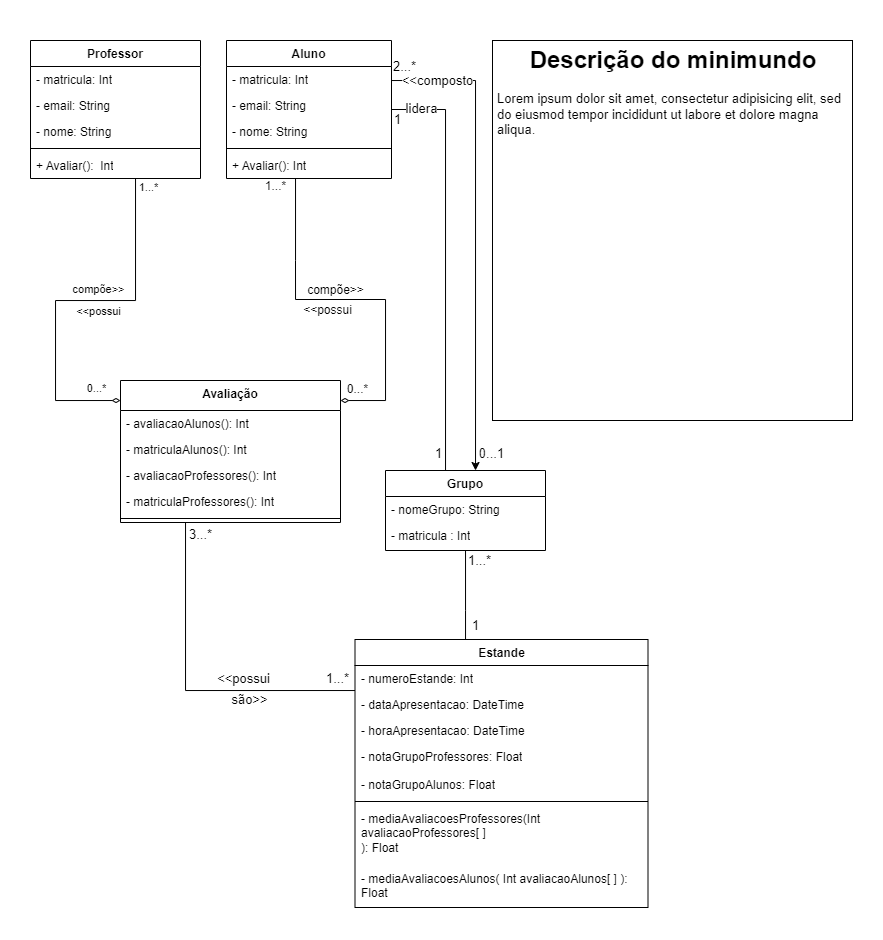 Professor
- matricula: Int
- email: String
- nome: String
+ Avaliar():  Int
Aluno
- matricula: Int
- email: String
- nome: String
+ Avaliar(): Int
2...*
<<composto
lidera
1
Descrição do minimundo
Lorem ipsum dolor sit amet, consectetur adipisicing elit, sed
do eiusmod tempor incididunt ut labore et dolore magna
aliqua.
1...*
1...*
compõe>>
<<possui
compõe>>
<<possui
0...*
0...*
Avaliação
- avaliacaoAlunos(): Int
- matriculaAlunos(): Int
- avaliacaoProfessores(): Int
- matriculaProfessores(): Int
3...*
1
0...1
Grupo
- nomeGrupo: String
- matricula : Int
1...*
1
<<possui
são>>
1...*
Estande
- numeroEstande: Int
- dataApresentacao: DateTime
- horaApresentacao: DateTime
- notaGrupoProfessores: Float
- notaGrupoAlunos: Float
- mediaAvaliacoesProfessores(Int
avaliacaoProfessores[ ]
): Float
- mediaAvaliacoesAlunos( Int avaliacaoAlunos[ ] ):
Float